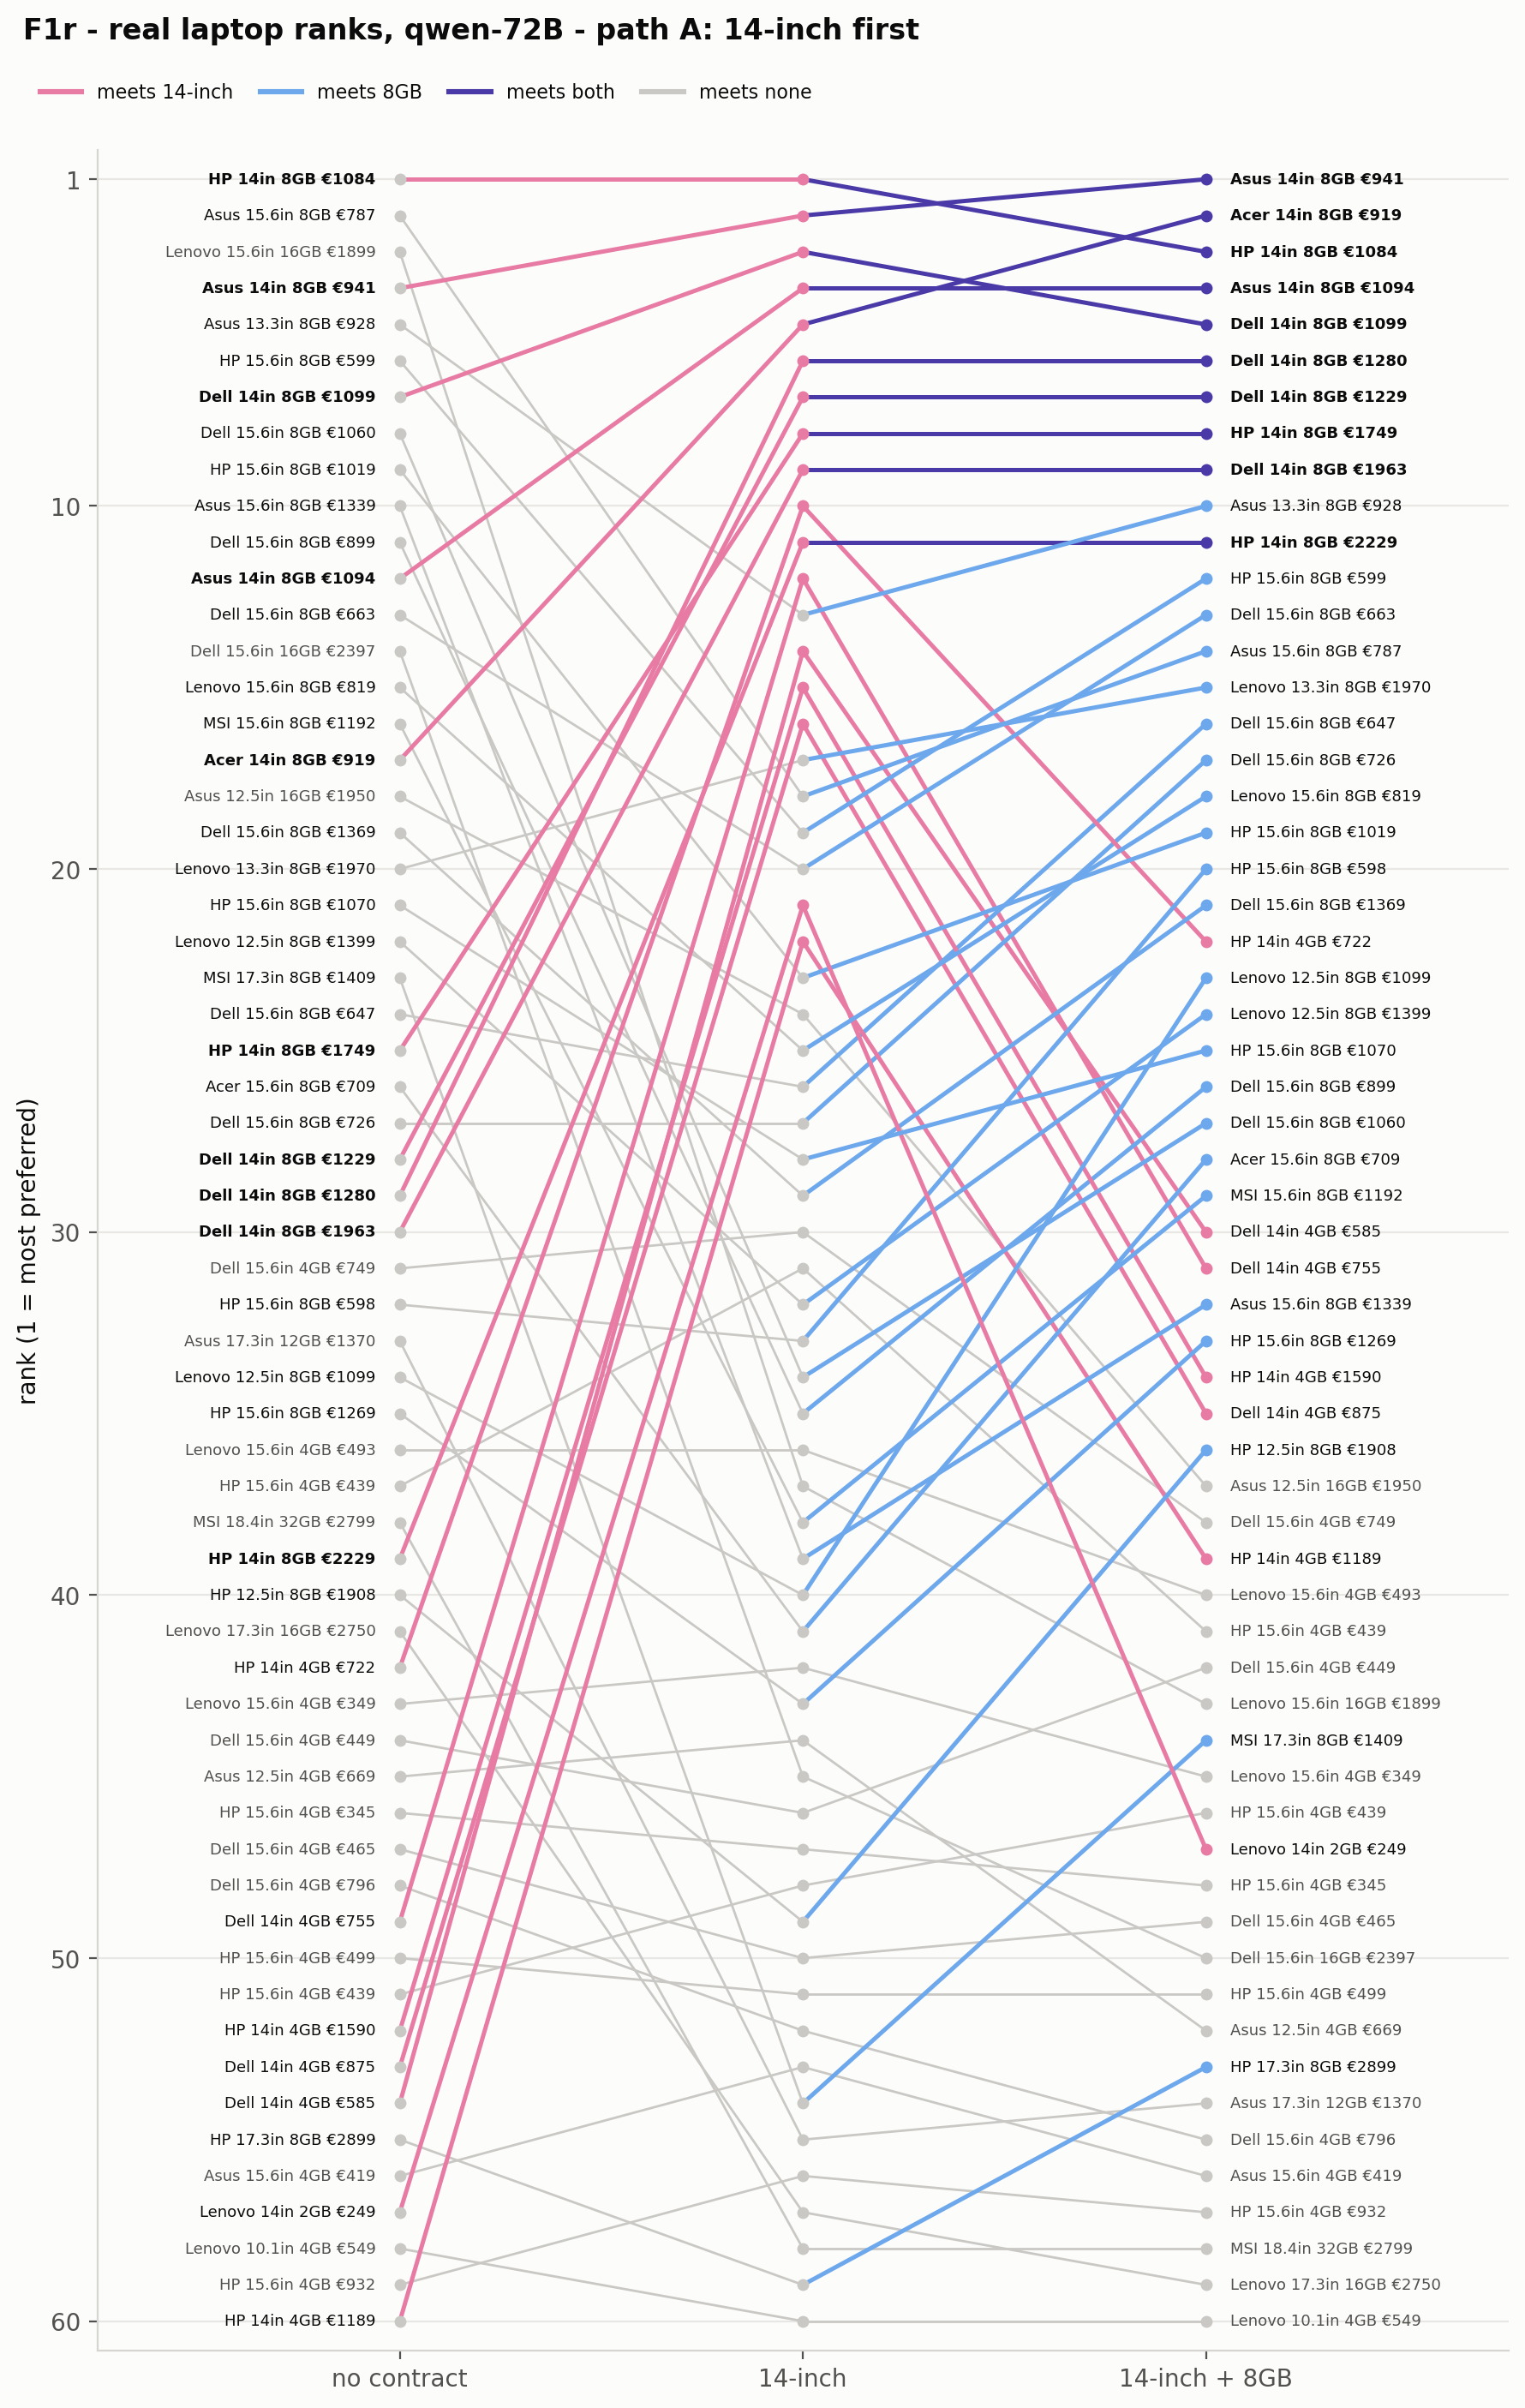 F1r - real laptop ranks, qwen-72B - path A: 14-inch first
meets 14-inch
meets 8GB
meets both
meets none
rank (1 = most preferred)
1
10
20
30
40
50
60
HP 14in 8GB €1084
Asus 15.6in 8GB €787
Lenovo 15.6in 16GB €1899
Asus 14in 8GB €941
Asus 13.3in 8GB €928
HP 15.6in 8GB €599
Dell 14in 8GB €1099
Dell 15.6in 8GB €1060
HP 15.6in 8GB €1019
Asus 15.6in 8GB €1339
Dell 15.6in 8GB €899
Asus 14in 8GB €1094
Dell 15.6in 8GB €663
Dell 15.6in 16GB €2397
Lenovo 15.6in 8GB €819
MSI 15.6in 8GB €1192
Acer 14in 8GB €919
Asus 12.5in 16GB €1950
Dell 15.6in 8GB €1369
Lenovo 13.3in 8GB €1970
HP 15.6in 8GB €1070
Lenovo 12.5in 8GB €1399
MSI 17.3in 8GB €1409
Dell 15.6in 8GB €647
HP 14in 8GB €1749
Acer 15.6in 8GB €709
Dell 15.6in 8GB €726
Dell 14in 8GB €1229
Dell 14in 8GB €1280
Dell 14in 8GB €1963
Dell 15.6in 4GB €749
HP 15.6in 8GB €598
Asus 17.3in 12GB €1370
Lenovo 12.5in 8GB €1099
HP 15.6in 8GB €1269
Lenovo 15.6in 4GB €493
HP 15.6in 4GB €439
MSI 18.4in 32GB €2799
HP 14in 8GB €2229
HP 12.5in 8GB €1908
Lenovo 17.3in 16GB €2750
HP 14in 4GB €722
Lenovo 15.6in 4GB €349
Dell 15.6in 4GB €449
Asus 12.5in 4GB €669
HP 15.6in 4GB €345
Dell 15.6in 4GB €465
Dell 15.6in 4GB €796
Dell 14in 4GB €755
HP 15.6in 4GB €499
HP 15.6in 4GB €439
HP 14in 4GB €1590
Dell 14in 4GB €875
Dell 14in 4GB €585
HP 17.3in 8GB €2899
Asus 15.6in 4GB €419
Lenovo 14in 2GB €249
Lenovo 10.1in 4GB €549
HP 15.6in 4GB €932
HP 14in 4GB €1189
Asus 14in 8GB €941
Acer 14in 8GB €919
HP 14in 8GB €1084
Asus 14in 8GB €1094
Dell 14in 8GB €1099
Dell 14in 8GB €1280
Dell 14in 8GB €1229
HP 14in 8GB €1749
Dell 14in 8GB €1963
Asus 13.3in 8GB €928
HP 14in 8GB €2229
HP 15.6in 8GB €599
Dell 15.6in 8GB €663
Asus 15.6in 8GB €787
Lenovo 13.3in 8GB €1970
Dell 15.6in 8GB €647
Dell 15.6in 8GB €726
Lenovo 15.6in 8GB €819
HP 15.6in 8GB €1019
HP 15.6in 8GB €598
Dell 15.6in 8GB €1369
HP 14in 4GB €722
Lenovo 12.5in 8GB €1099
Lenovo 12.5in 8GB €1399
HP 15.6in 8GB €1070
Dell 15.6in 8GB €899
Dell 15.6in 8GB €1060
Acer 15.6in 8GB €709
MSI 15.6in 8GB €1192
Dell 14in 4GB €585
Dell 14in 4GB €755
Asus 15.6in 8GB €1339
HP 15.6in 8GB €1269
HP 14in 4GB €1590
Dell 14in 4GB €875
HP 12.5in 8GB €1908
Asus 12.5in 16GB €1950
Dell 15.6in 4GB €749
HP 14in 4GB €1189
Lenovo 15.6in 4GB €493
HP 15.6in 4GB €439
Dell 15.6in 4GB €449
Lenovo 15.6in 16GB €1899
MSI 17.3in 8GB €1409
Lenovo 15.6in 4GB €349
HP 15.6in 4GB €439
Lenovo 14in 2GB €249
HP 15.6in 4GB €345
Dell 15.6in 4GB €465
Dell 15.6in 16GB €2397
HP 15.6in 4GB €499
Asus 12.5in 4GB €669
HP 17.3in 8GB €2899
Asus 17.3in 12GB €1370
Dell 15.6in 4GB €796
Asus 15.6in 4GB €419
HP 15.6in 4GB €932
MSI 18.4in 32GB €2799
Lenovo 17.3in 16GB €2750
Lenovo 10.1in 4GB €549
no contract
14-inch
14-inch + 8GB